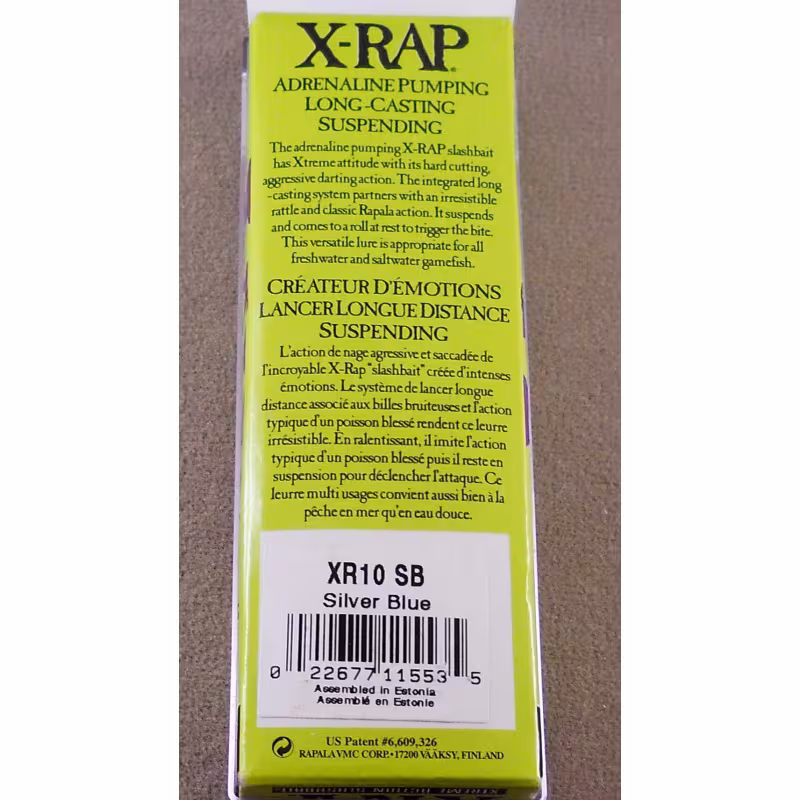 X-RAP®
ADRENALINE PUMPING
LONG-CASTING
SUSPENDING
The adrenaline pumping X-RAP slashbait
has Xtreme attitude with its hard cutting,
aggressive darting action. The integrated long
-casting system partners with an irresistible
rattle and classic Rapala action. It suspends
and comes to a roll at rest to trigger the bite.
This versatile lure is appropriate for all
freshwater and saltwater gamefish.
CRÉATEUR D'ÉMOTIONS
LANCER LONGUE DISTANCE
SUSPENDING
L'action de nage agressive et saccadée de
l'incroyable X-Rap "slashbait" créée d'intenses
émotions. Le système de lancer longue
distance associé aux billes bruiteuses et l'action
typique d'un poisson blessé rendent ce leurre
irrésistible. En ralentissant, il imite l'action
typique d'un poisson blessé puis il reste en
suspension pour déclencher l'attaque. Ce
leurre multi usages convient aussi bien à la
pêche en mer qu'en eau douce.
XR10 SB
Silver Blue
0 22677 11553 5
Assembled in Estonia
Assemblé en Estonie
US Patent #6,609,326
RAPALA VMC CORP. • 17200 VÄÄKSY, FINLAND